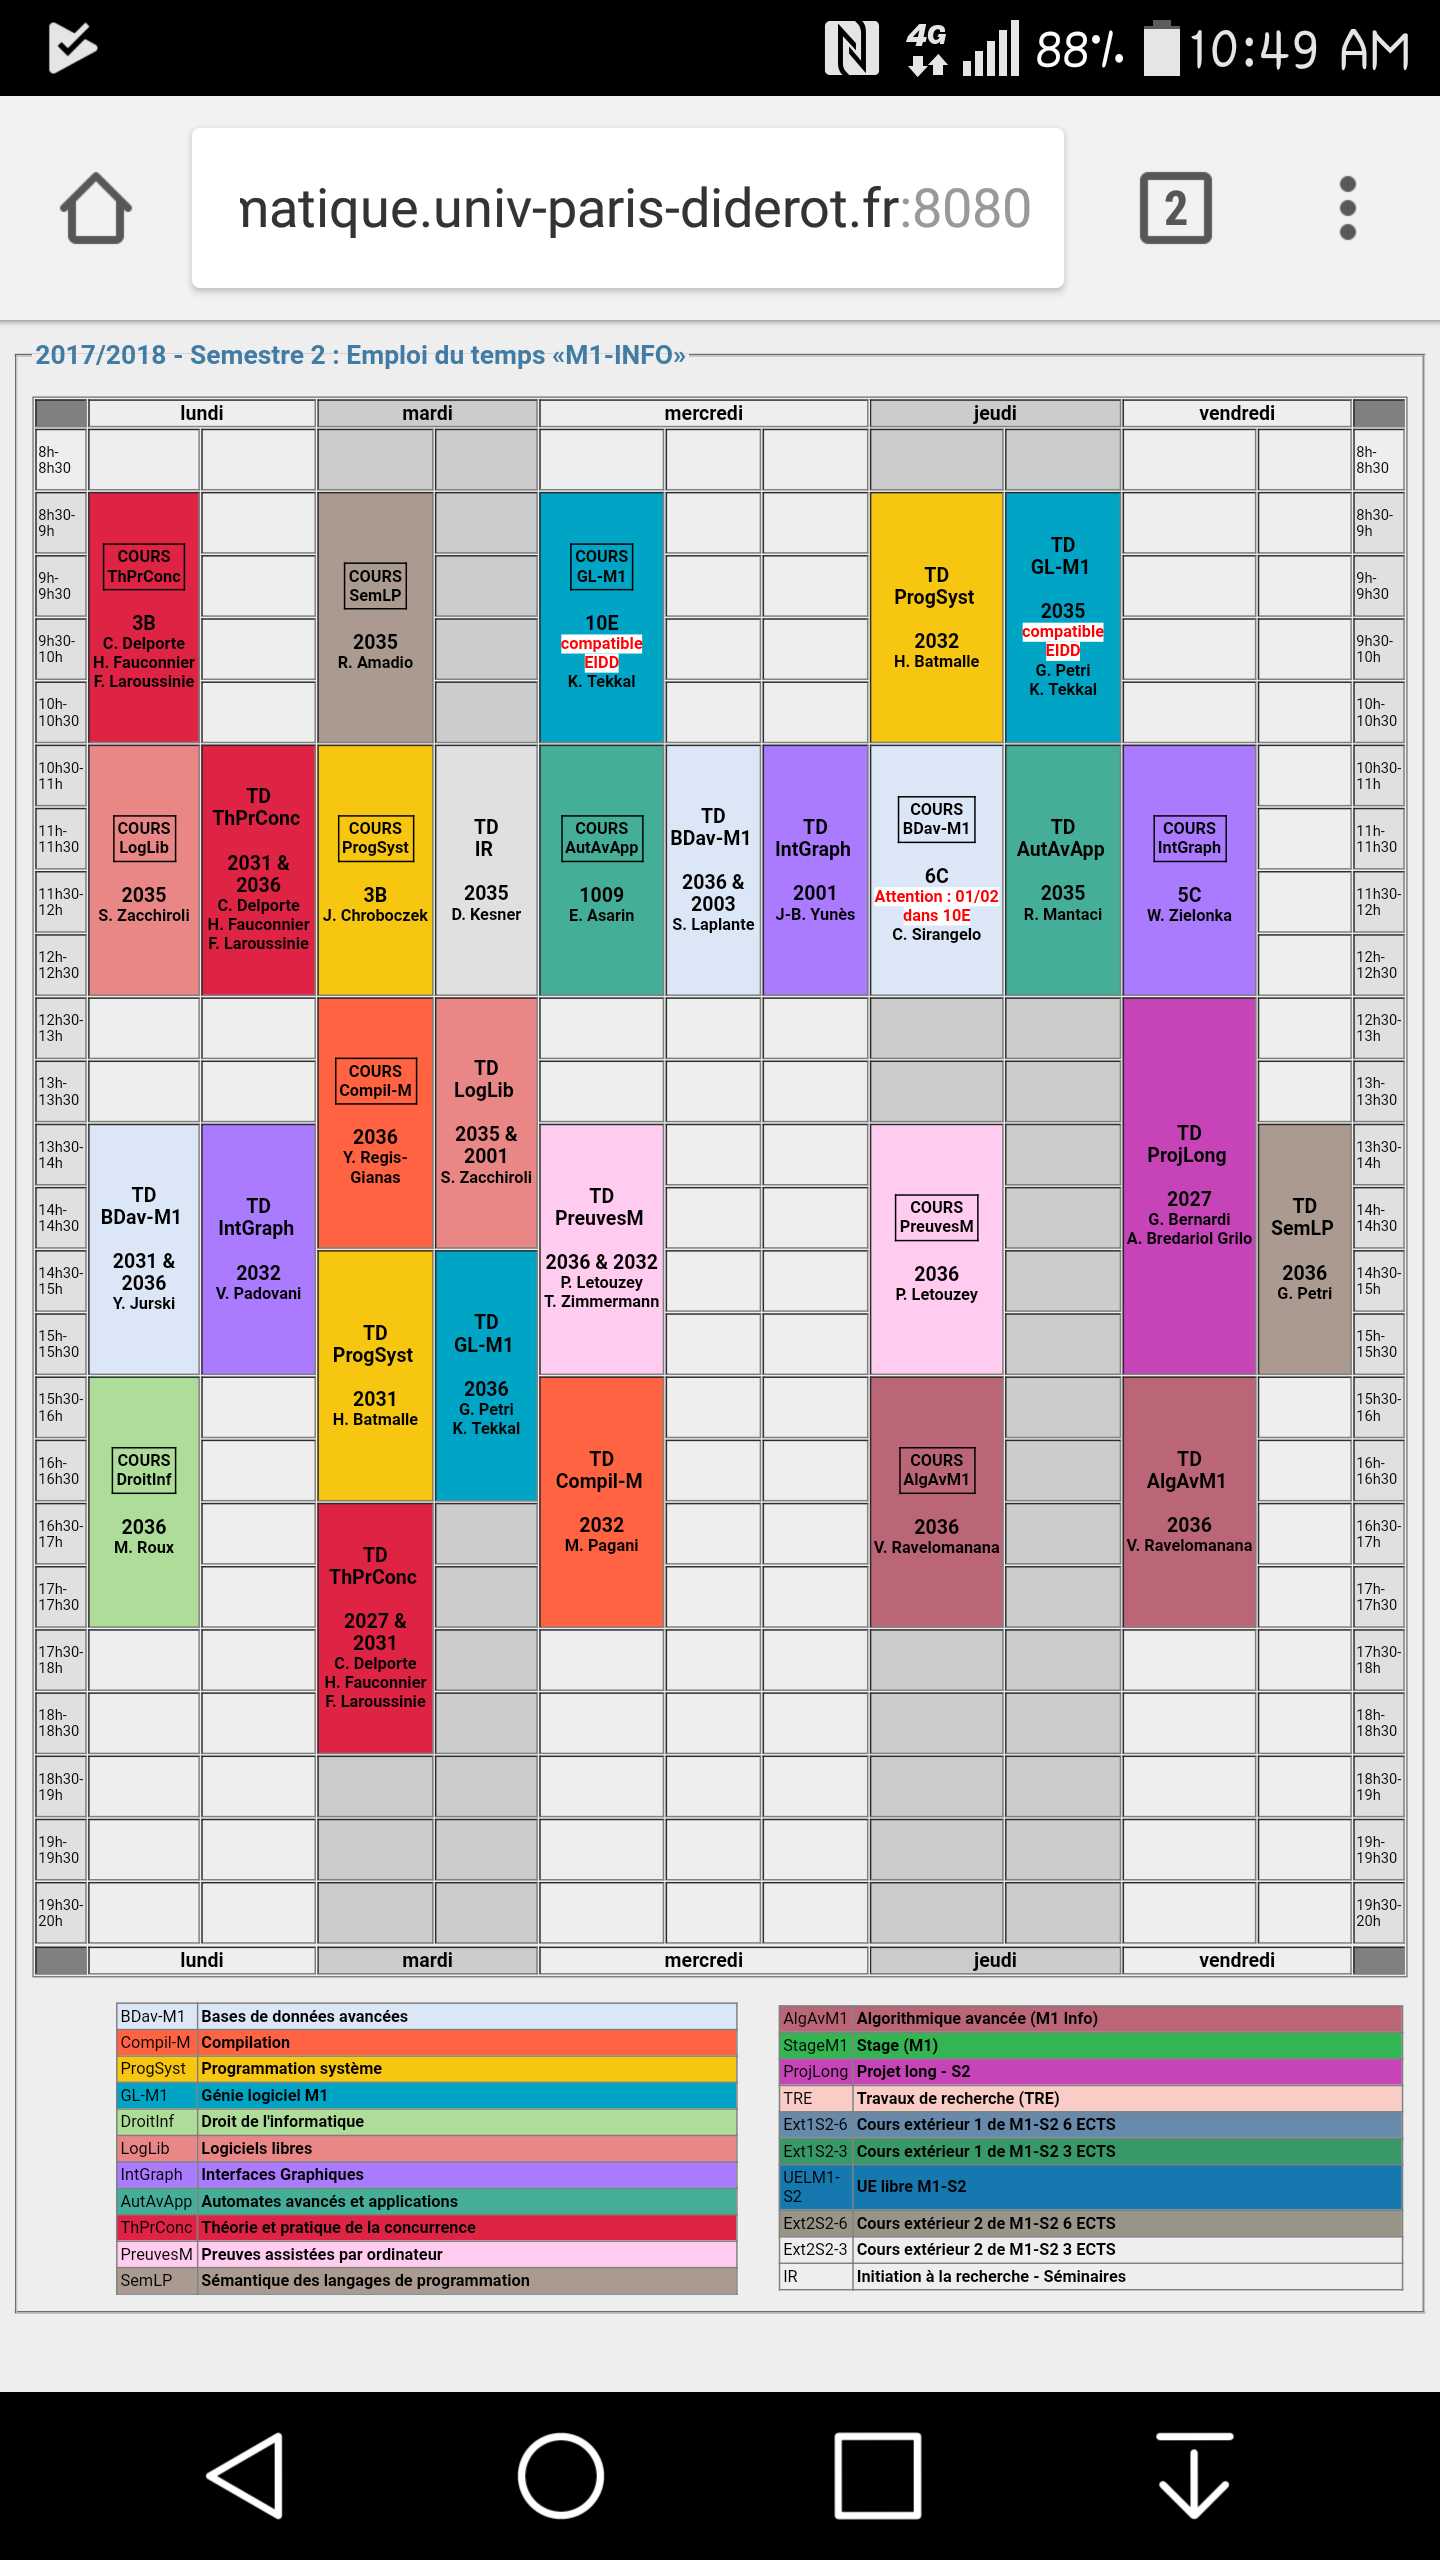 4G 88% 10:49 AM
natique.univ-paris-diderot.fr:8080
2
2017/2018 - Semestre 2 : Emploi du temps «M1-INFO»
lundi mardi mercredi jeudi vendredi
8h-
8h30
8h-
8h30
8h30-
9h
COURS
ThPrConc
3B
C. Delporte
H. Fauconnier
F. Laroussinie
COURS
SemLP
2035
R. Amadio
COURS
GL-M1
10E
compatible
EIDD
K. Tekkal
TD
ProgSyst
2032
H. Batmalle
TD
GL-M1
2035
compatible
EIDD
G. Petri
K. Tekkal
8h30-
9h
9h-
9h30
9h-
9h30
9h30-
10h
9h30-
10h
10h-
10h30
10h-
10h30
10h30-
11h
COURS
LogLib
2035
S. Zacchiroli
TD
ThPrConc
2031 &
2036
C. Delporte
H. Fauconnier
F. Laroussinie
COURS
ProgSyst
3B
J. Chroboczek
TD
IR
2035
D. Kesner
COURS
AutAvApp
1009
E. Asarin
TD
BDav-M1
2036 &
2003
S. Laplante
TD
IntGraph
2001
J-B. Yunès
COURS
BDav-M1
6C
Attention : 01/02
dans 10E
C. Sirangelo
TD
AutAvApp
2035
R. Mantaci
COURS
IntGraph
5C
W. Zielonka
10h30-
11h
11h-
11h30
11h-
11h30
11h30-
12h
11h30-
12h
12h-
12h30
12h-
12h30
12h30-
13h
COURS
Compil-M
2036
Y. Regis-
Gianas
TD
LogLib
2035 &
2001
S. Zacchiroli
TD
ProjLong
2027
G. Bernardi
A. Bredariol Grilo
12h30-
13h
13h-
13h30
13h-
13h30
13h30-
14h
TD
BDav-M1
2031 &
2036
Y. Jurski
TD
IntGraph
2032
V. Padovani
TD
PreuvesM
2036 & 2032
P. Letouzey
T. Zimmermann
COURS
PreuvesM
2036
P. Letouzey
TD
SemLP
2036
G. Petri
13h30-
14h
14h-
14h30
14h-
14h30
14h30-
15h
TD
ProgSyst
2031
H. Batmalle
TD
GL-M1
2036
G. Petri
K. Tekkal
14h30-
15h
15h-
15h30
15h-
15h30
15h30-
16h
COURS
DroitInf
2036
M. Roux
TD
Compil-M
2032
M. Pagani
COURS
AlgAvM1
2036
V. Ravelomanana
TD
AlgAvM1
2036
V. Ravelomanana
15h30-
16h
16h-
16h30
16h-
16h30
16h30-
17h
TD
ThPrConc
2027 &
2031
C. Delporte
H. Fauconnier
F. Laroussinie
16h30-
17h
17h-
17h30
17h-
17h30
17h30-
18h
17h30-
18h
18h-
18h30
18h-
18h30
18h30-
19h
18h30-
19h
19h-
19h30
19h-
19h30
19h30-
20h
19h30-
20h
lundi mardi mercredi jeudi vendredi
BDav-M1 Bases de données avancées
Compil-M Compilation
ProgSyst Programmation système
GL-M1 Génie logiciel M1
DroitInf Droit de l'informatique
LogLib Logiciels libres
IntGraph Interfaces Graphiques
AutAvApp Automates avancés et applications
ThPrConc Théorie et pratique de la concurrence
PreuvesM Preuves assistées par ordinateur
SemLP Sémantique des langages de programmation
AlgAvM1 Algorithmique avancée (M1 Info)
StageM1 Stage (M1)
ProjLong Projet long - S2
TRE Travaux de recherche (TRE)
Ext1S2-6 Cours extérieur 1 de M1-S2 6 ECTS
Ext1S2-3 Cours extérieur 1 de M1-S2 3 ECTS
UELM1-
S2 UE libre M1-S2
Ext2S2-6 Cours extérieur 2 de M1-S2 6 ECTS
Ext2S2-3 Cours extérieur 2 de M1-S2 3 ECTS
IR Initiation à la recherche - Séminaires